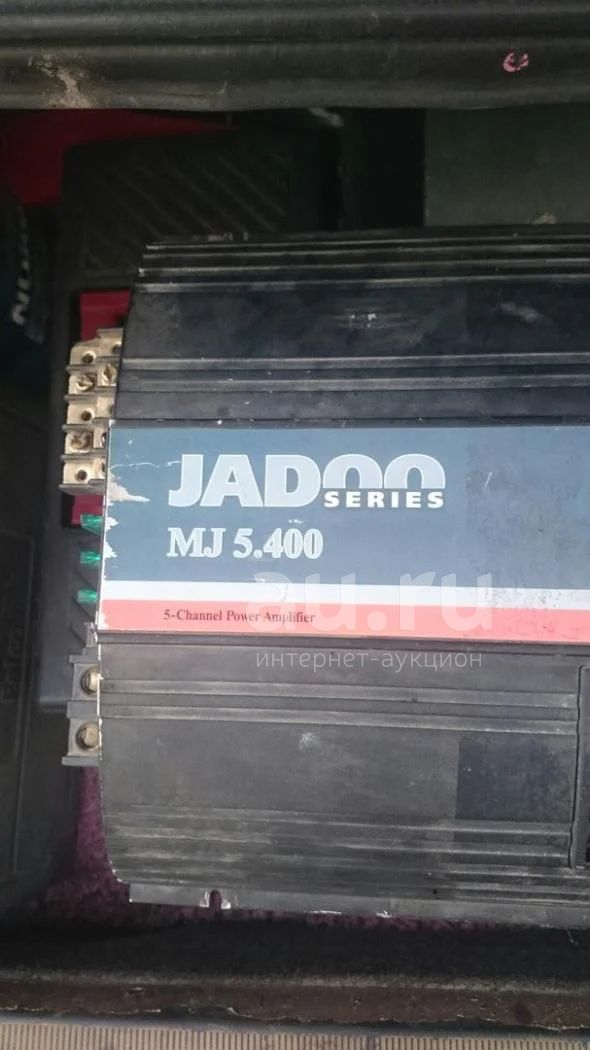 JADOO
SERIES
MJ 5.400
au.ru
5-Channel Power Amplifier
интернет-аукцион